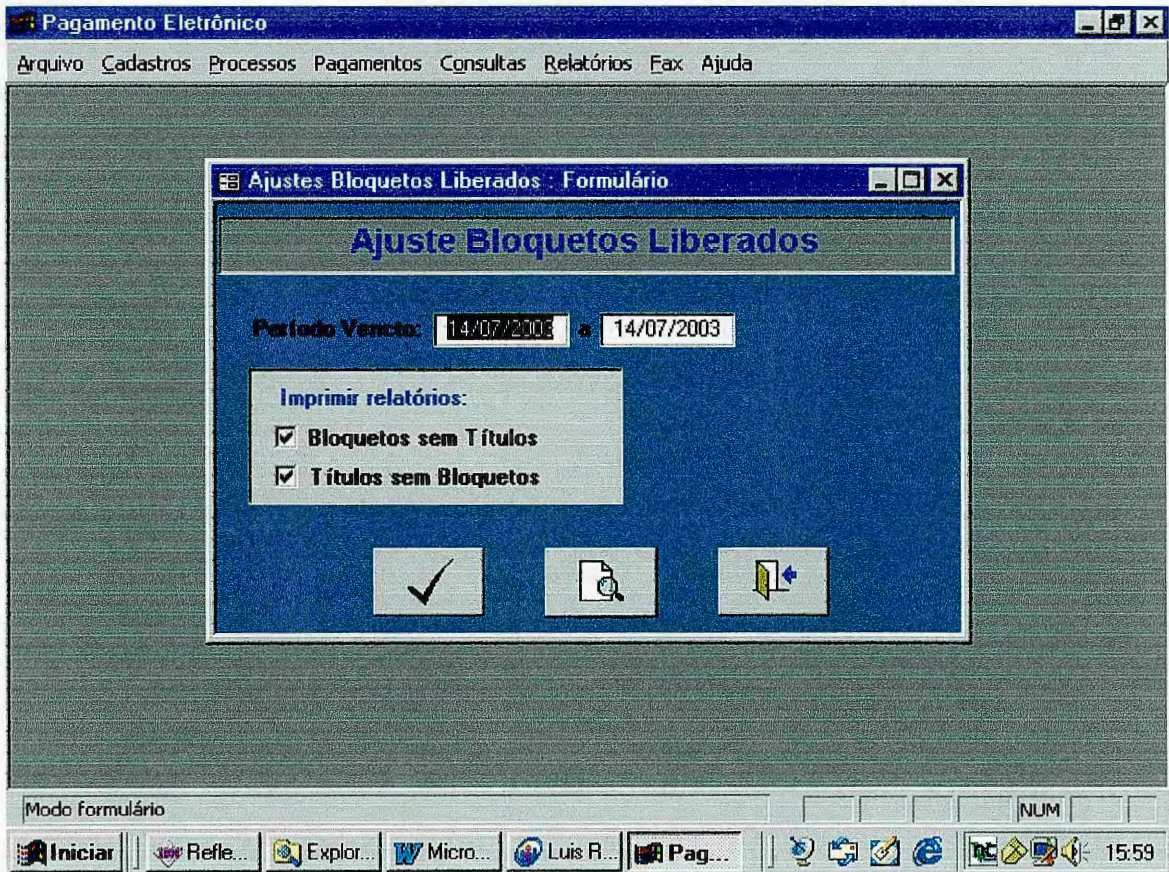 Pagamento Eletrônico
Arquivo Cadastros Processos Pagamentos Consultas Relatórios Fax Ajuda
Ajustes Bloquetos Liberados : Formulário
Ajuste Bloquetos Liberados
Período Vencto: 14/07/2003 a 14/07/2003
Imprimir relatórios:
Bloquetos sem Títulos
Títulos sem Bloquetos
Modo formulário NUM
Iniciar Refle... Explor... Micro... Luis R... Pag... 15:59